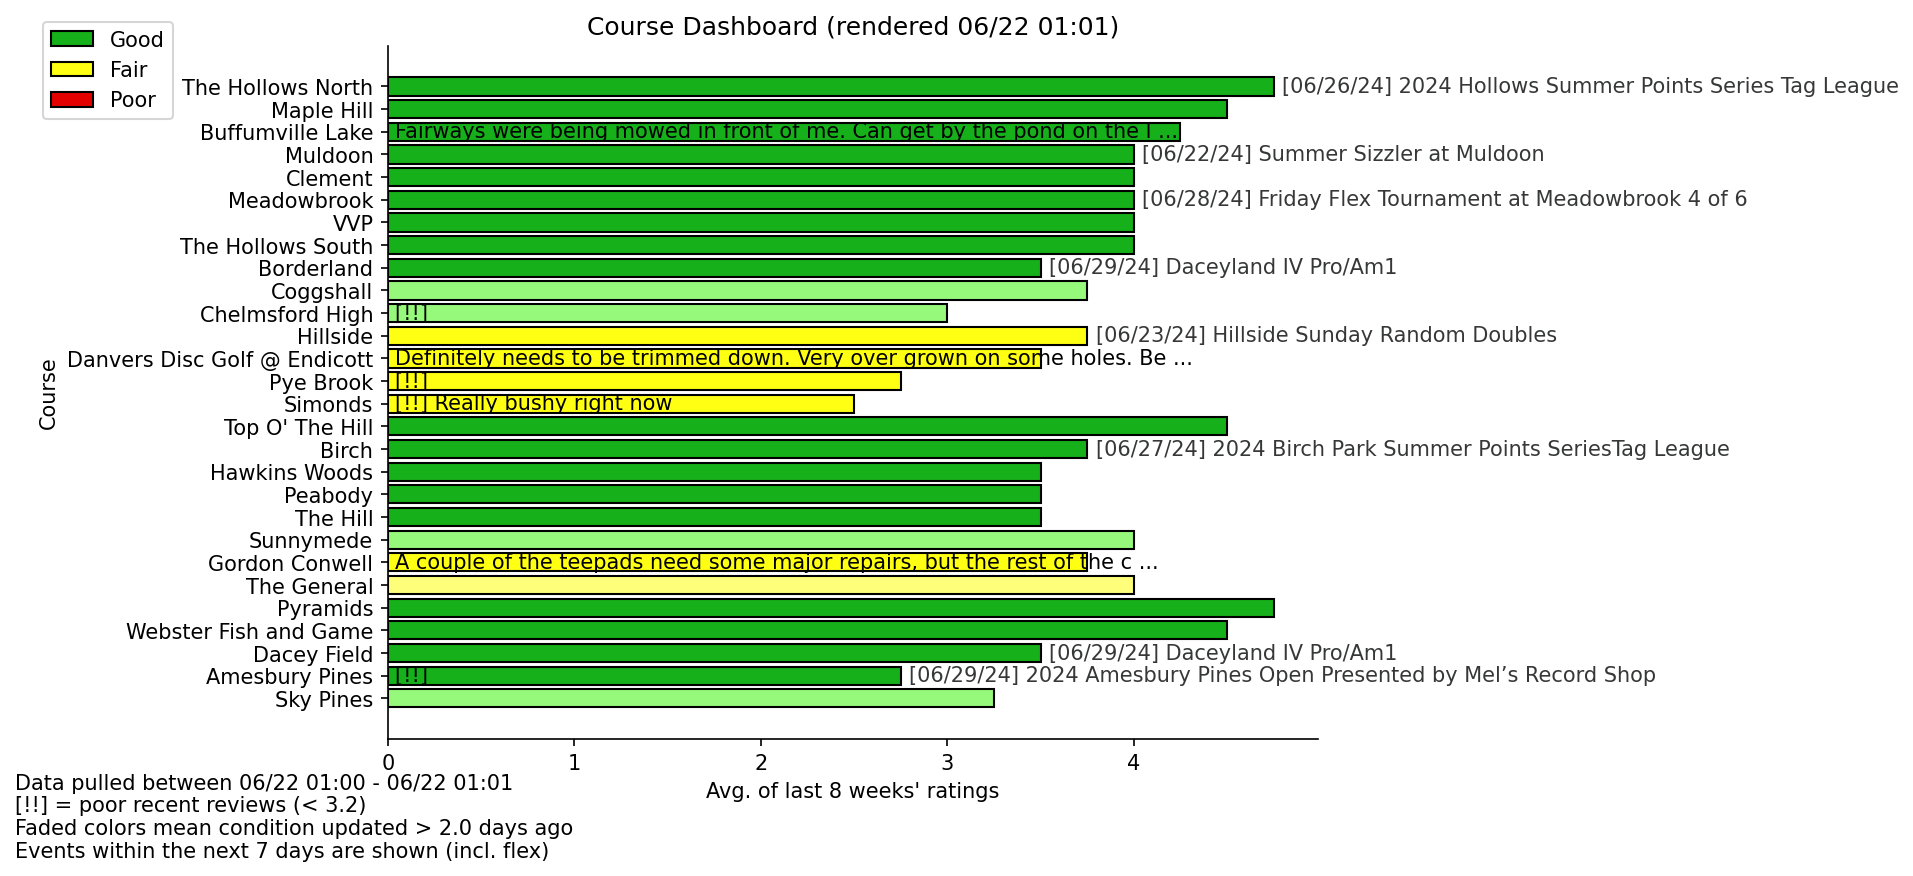 Course Dashboard (rendered 06/22 01:01)
Good
Fair
Poor
The Hollows North [06/26/24] 2024 Hollows Summer Points Series Tag League
Maple Hill
Buffumville Lake Fairways were being mowed in front of me. Can get by the pond on the l ...
Muldoon [06/22/24] Summer Sizzler at Muldoon
Clement
Meadowbrook [06/28/24] Friday Flex Tournament at Meadowbrook 4 of 6
VVP
The Hollows South
Borderland [06/29/24] Daceyland IV Pro/Am1
Coggshall
Chelmsford High [!!]
Hillside [06/23/24] Hillside Sunday Random Doubles
Danvers Disc Golf @ Endicott Definitely needs to be trimmed down. Very over grown on some holes. Be ...
Pye Brook [!!]
Simonds [!!] Really bushy right now
Top O' The Hill
Birch [06/27/24] 2024 Birch Park Summer Points SeriesTag League
Hawkins Woods
Peabody
The Hill
Sunnymede
Gordon Conwell A couple of the teepads need some major repairs, but the rest of the c ...
The General
Pyramids
Webster Fish and Game
Dacey Field [06/29/24] Daceyland IV Pro/Am1
Amesbury Pines [!!] [06/29/24] 2024 Amesbury Pines Open Presented by Mel’s Record Shop
Sky Pines
Course
0 1 2 3 4
Avg. of last 8 weeks' ratings
Data pulled between 06/22 01:00 - 06/22 01:01
[!!] = poor recent reviews (< 3.2)
Faded colors mean condition updated > 2.0 days ago
Events within the next 7 days are shown (incl. flex)